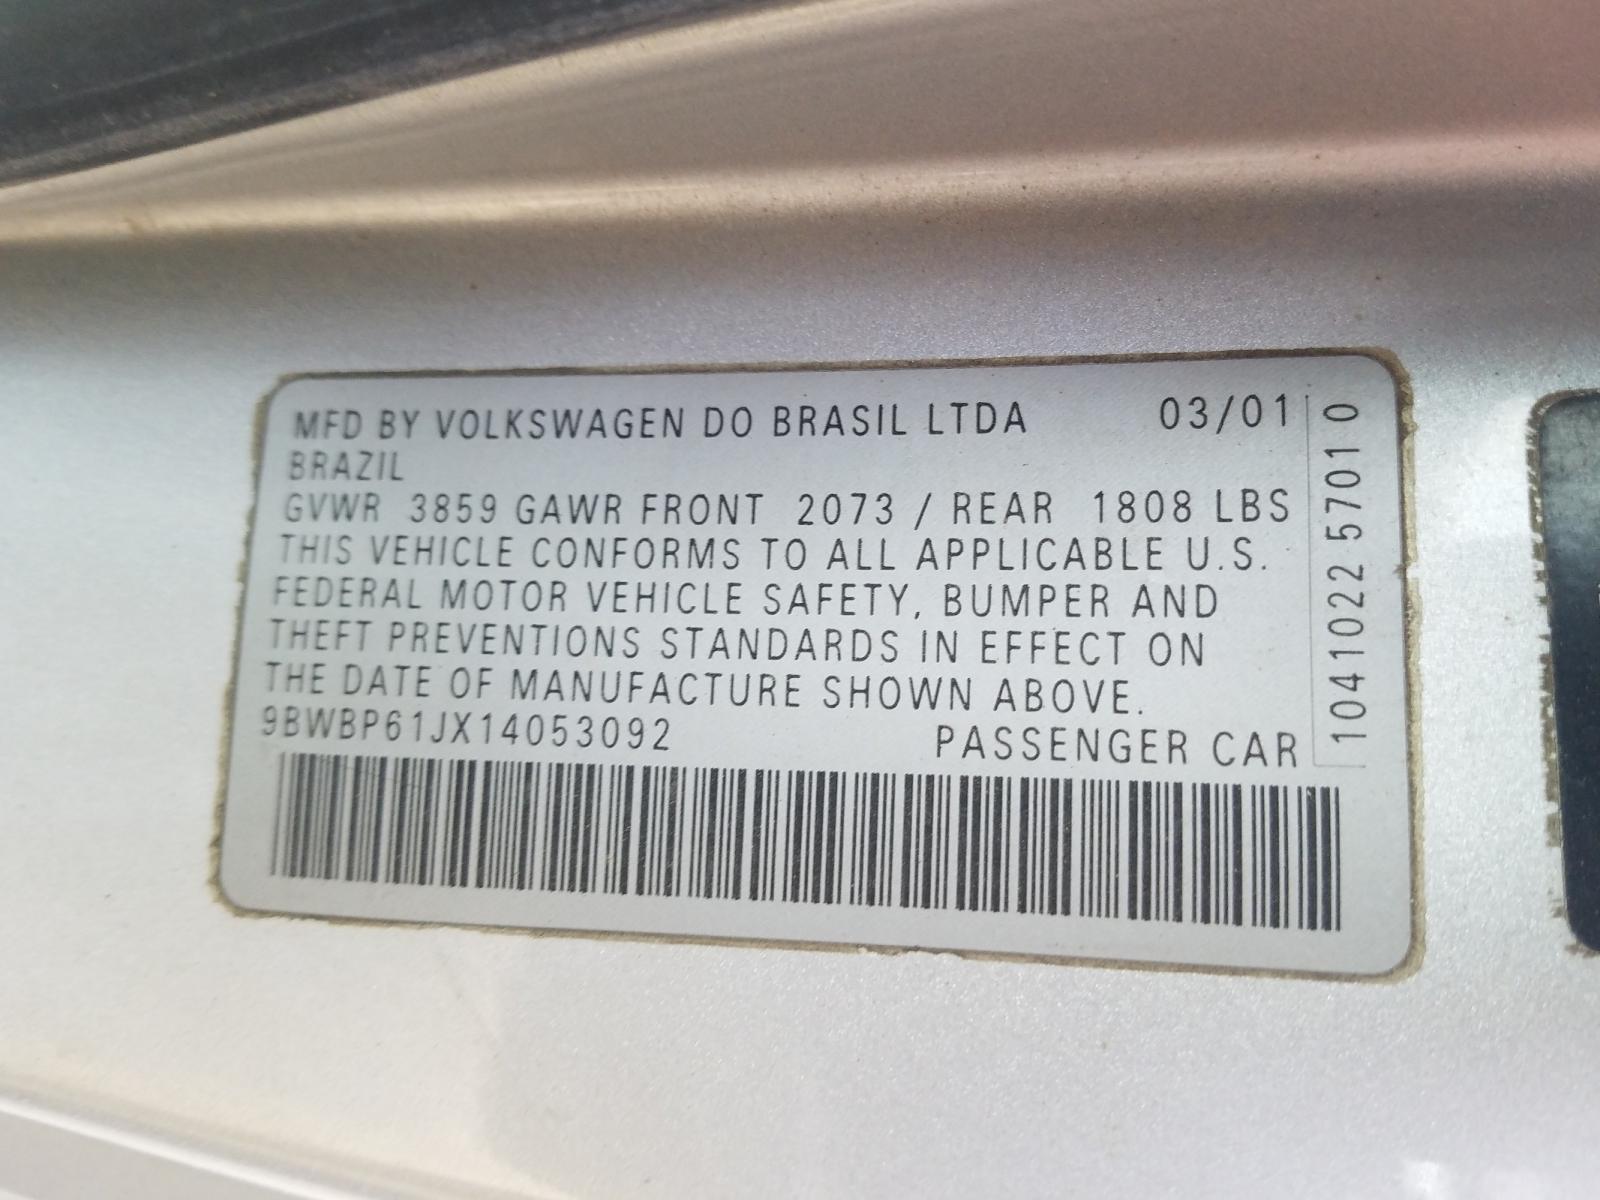 MFD BY VOLKSWAGEN DO BRASIL LTDA 03/01
BRAZIL
GVWR 3859 GAWR FRONT 2073 / REAR 1808 LBS
THIS VEHICLE CONFORMS TO ALL APPLICABLE U.S.
FEDERAL MOTOR VEHICLE SAFETY, BUMPER AND
THEFT PREVENTIONS STANDARDS IN EFFECT ON
THE DATE OF MANUFACTURE SHOWN ABOVE.
9BWBP61JX14053092 PASSENGER CAR
1041022 57010